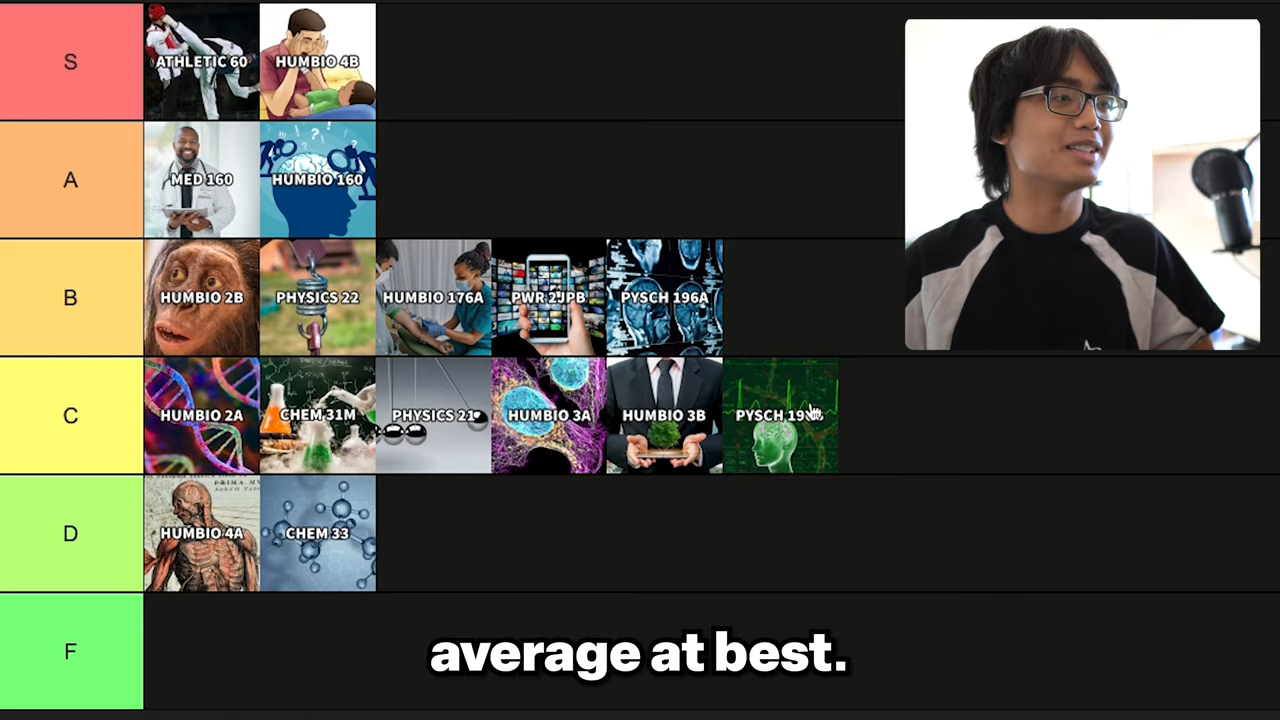 S
ATHLETIC 60
HUMBIO 4B
A
MED 160
HUMBIO 160
B
HUMBIO 2B
PHYSICS 22
HUMBIO 176A
PWR 2JPB
PYSCH 196A
C
HUMBIO 2A
CHEM 31M
PHYSICS 21
HUMBIO 3A
HUMBIO 3B
PYSCH
D
HUMBIO 4A
CHEM 33
F
average at best.